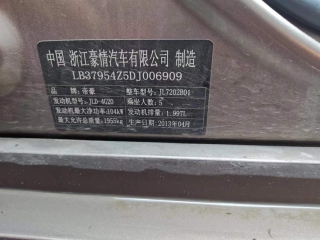 中国 浙江豪情汽车有限公司 制造
LB37954Z5DJ006909
品牌：帝豪 整车型号：JL7202B01
发动机型号：JLD-4G20 乘坐人数：5
发动机最大净功率：104kW 发动机排量：1.997L
最大允许总质量：1955kg 生产日期：2013年04月